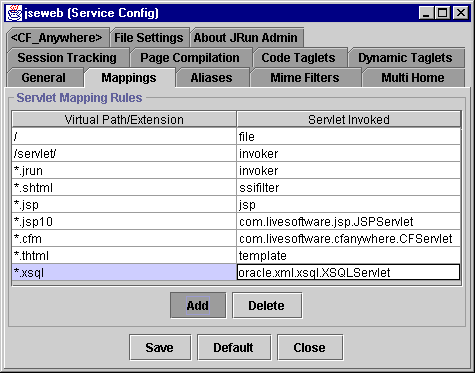 jseweb (Service Config)
<CF_Anywhere> File Settings About JRun Admin
Session Tracking Page Compilation Code Taglets Dynamic Taglets
General Mappings Aliases Mime Filters Multi Home
Servlet Mapping Rules
Virtual Path/Extension Servlet Invoked
/ file
/servlet/ invoker
*.jrun invoker
*.shtml ssifilter
*.jsp jsp
*.jsp10 com.livesoftware.jsp.JSPServlet
*.cfm com.livesoftware.cfanywhere.CFServlet
*.thtml template
*.xsql oracle.xml.xsql.XSQLServlet
Add Delete
Save Default Close